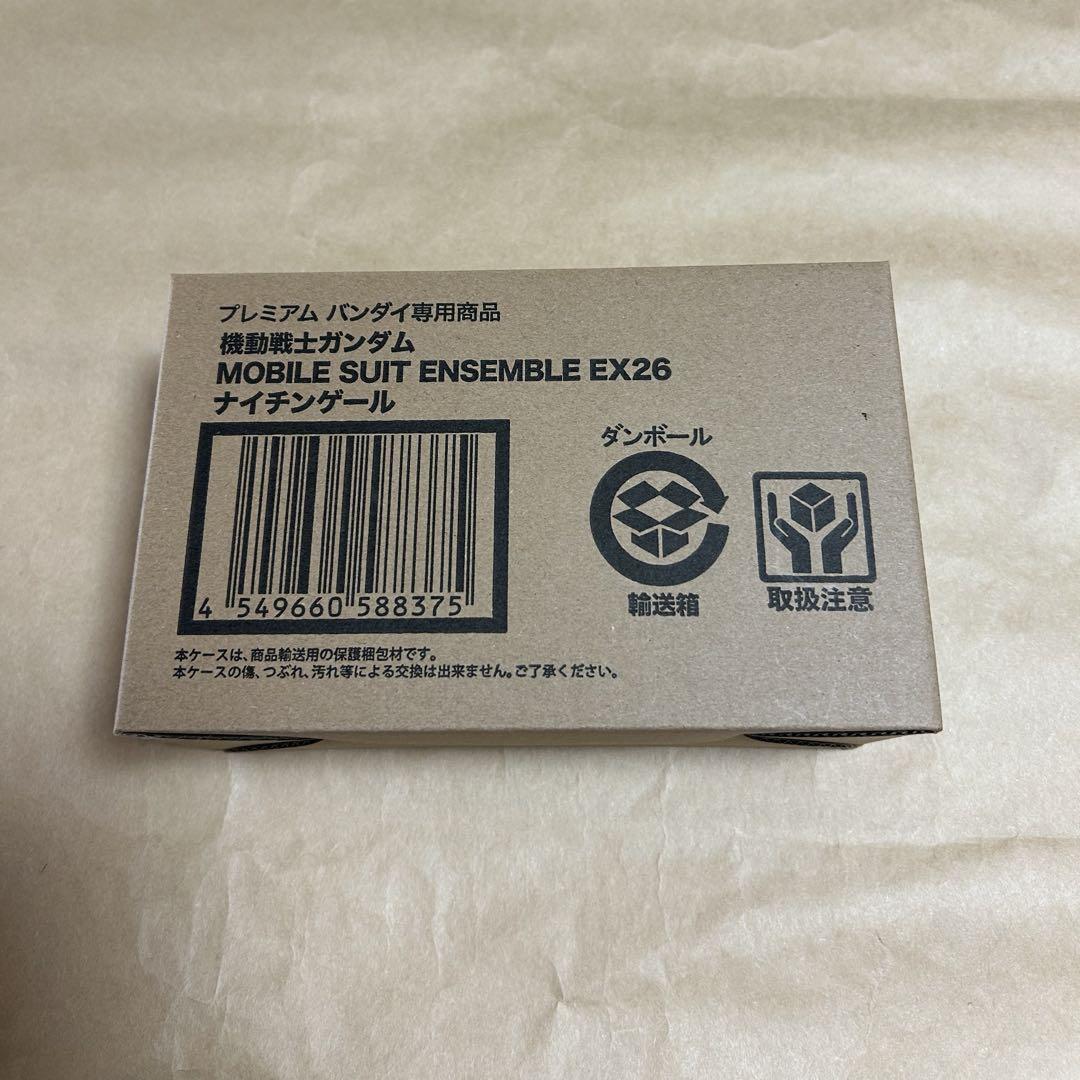 プレミアム バンダイ専用商品
機動戦士ガンダム
MOBILE SUIT ENSEMBLE EX26
ナイチンゲール
ダンボール
輸送箱
取扱注意
4 549660 588375
本ケースは、商品輸送用の保護梱包材です。
本ケースの傷、つぶれ、汚れ等による交換は出来ません。ご了承ください。